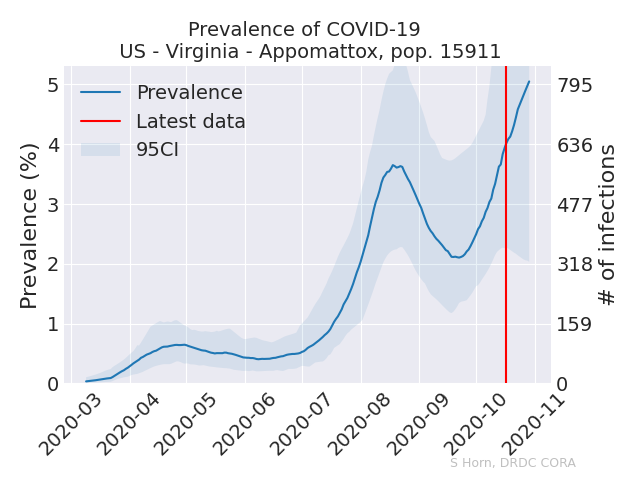 Prevalence of COVID-19
US - Virginia - Appomattox, pop. 15911
Prevalence
Latest data
95CI
Prevalence (%)
5
4
3
2
1
0
795
636
477
318
159
0
# of infections
2020-03
2020-04
2020-05
2020-06
2020-07
2020-08
2020-09
2020-10
2020-11
S Horn, DRDC CORA